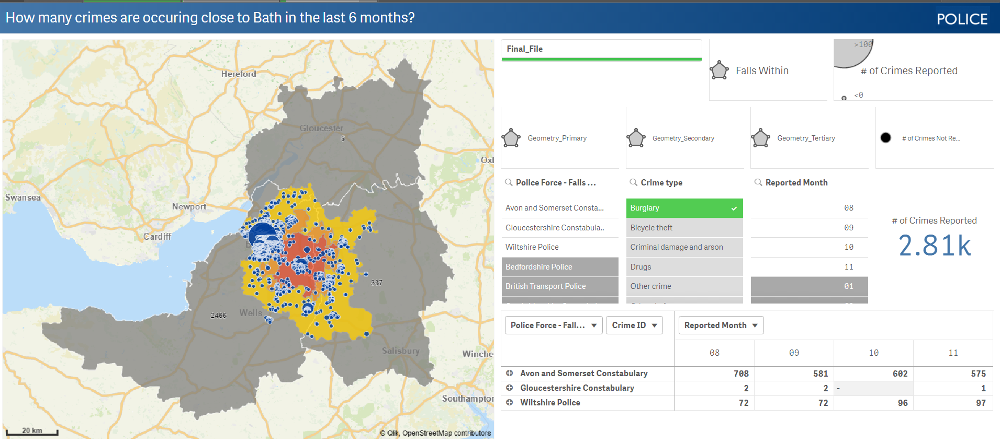 How many crimes are occuring close to Bath in the last 6 months?
POLICE
Hereford
Gloucester
5
Oxf
Swansea
Newport
Cardiff
337
2466
Wells
Salisbury
Winche
Southampton
20 km
© Qlik, OpenStreetMap contributors
Final_File
Falls Within
>100
# of Crimes Reported
<0
Geometry_Primary
Geometry_Secondary
Geometry_Tertiary
# of Crimes Not Re...
Police Force - Falls ...
Crime type
Reported Month
Avon and Somerset Consta...
Burglary
08
Gloucestershire Constabula..
Bicycle theft
09
Wiltshire Police
Criminal damage and arson
10
Bedfordshire Police
Drugs
11
British Transport Police
Other crime
01
# of Crimes Reported
2.81k
Police Force - Fall...
Crime ID
Reported Month
08 09 10 11
Avon and Somerset Constabulary 708 581 602 575
Gloucestershire Constabulary 2 2 - 1
Wiltshire Police 72 72 96 97